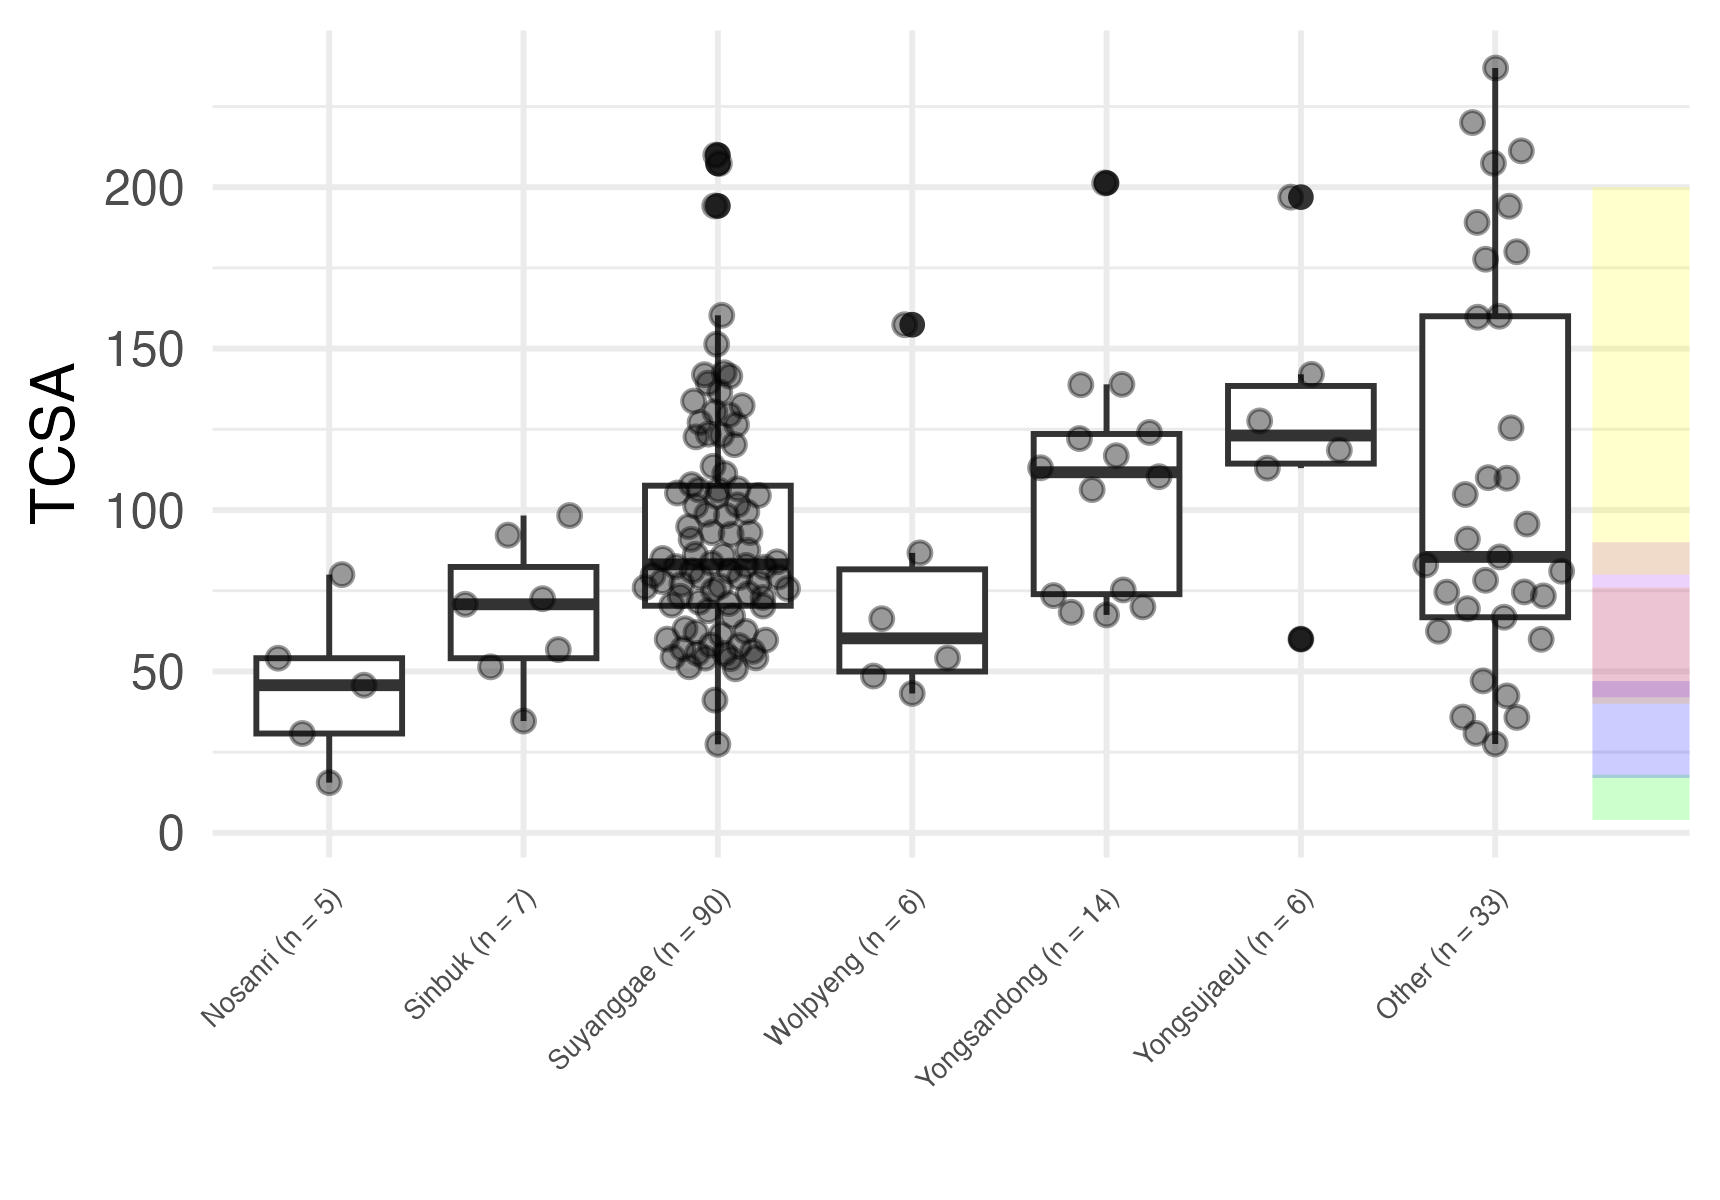 TCSA
200
150
100
50
0
Nosanri (n = 5)
Sinbuk (n = 7)
Suyanggae (n = 90)
Wolpyeng (n = 6)
Yongsandong (n = 14)
Yongsujaeul (n = 6)
Other (n = 33)